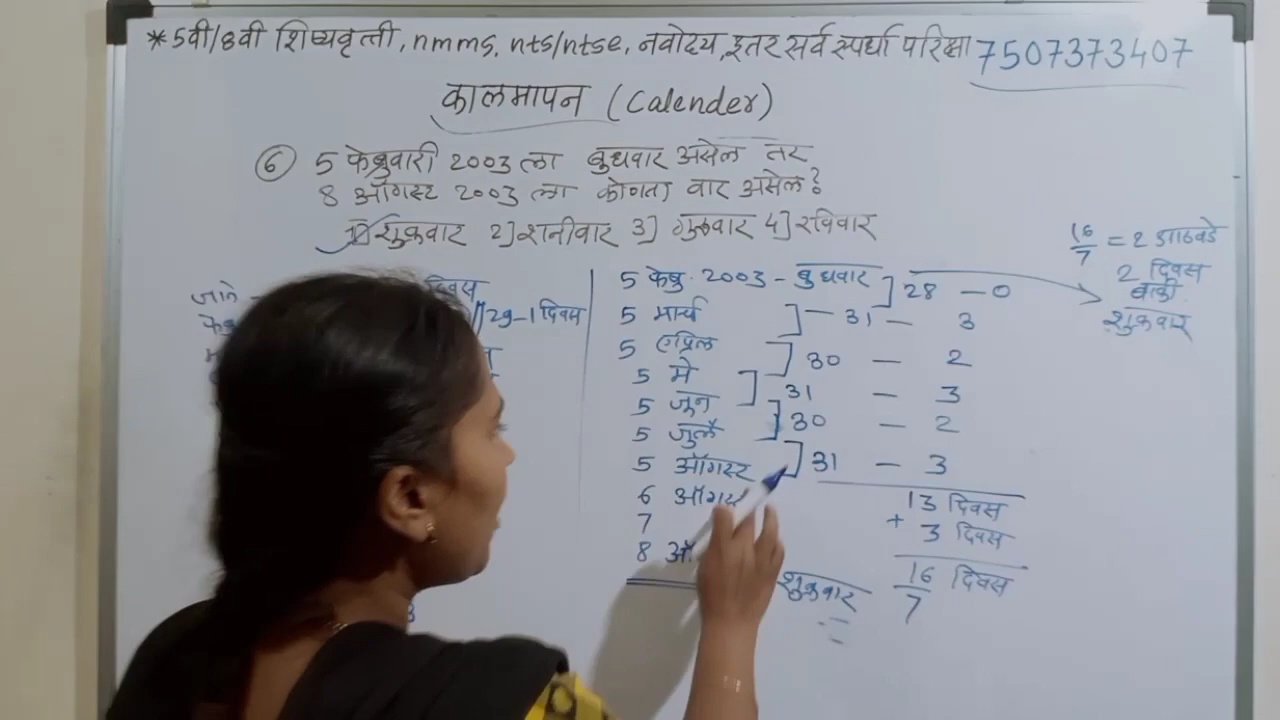 * 5वी/8वी शिष्यवृत्ती, nmms, nts/ntse, नवोदय, इतर सर्व स्पर्धा परिक्षा 7507373407
कालमापन (Calender)
⑥ 5 फेब्रुवारी 2003 ला बुधवार असेल तर
8 ऑगस्ट 2003 ला कोणता वार असेल?
1] शुक्रवार 2] शनीवार 3] गुरुवार 4] रविवार
जाने
दिवस
29-1 दिवस
5 फेब्रु. 2003 - बुधवार ] 28 - 0
5 मार्च ] - 31 - 3
5 एप्रिल ] 30 - 2
5 मे ] 31 - 3
5 जून ] 30 - 2
5 जुलै
5 ऑगस्ट ] 31 - 3
6 ऑगस्ट
7
8
शुक्रवार
13 दिवस
+ 3 दिवस
16 दिवस
7
16/7 = 2 आठवडे
2 दिवस
बाकी
शुक्रवार